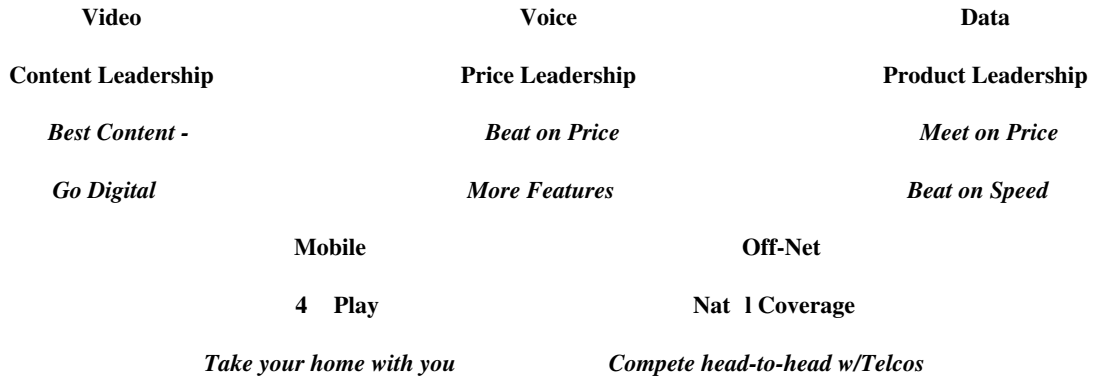 Video Voice Data
Content Leadership Price Leadership Product Leadership
Best Content - Beat on Price Meet on Price
Go Digital More Features Beat on Speed
Mobile Off-Net
4 Play Nat l Coverage
Take your home with you Compete head-to-head w/Telcos